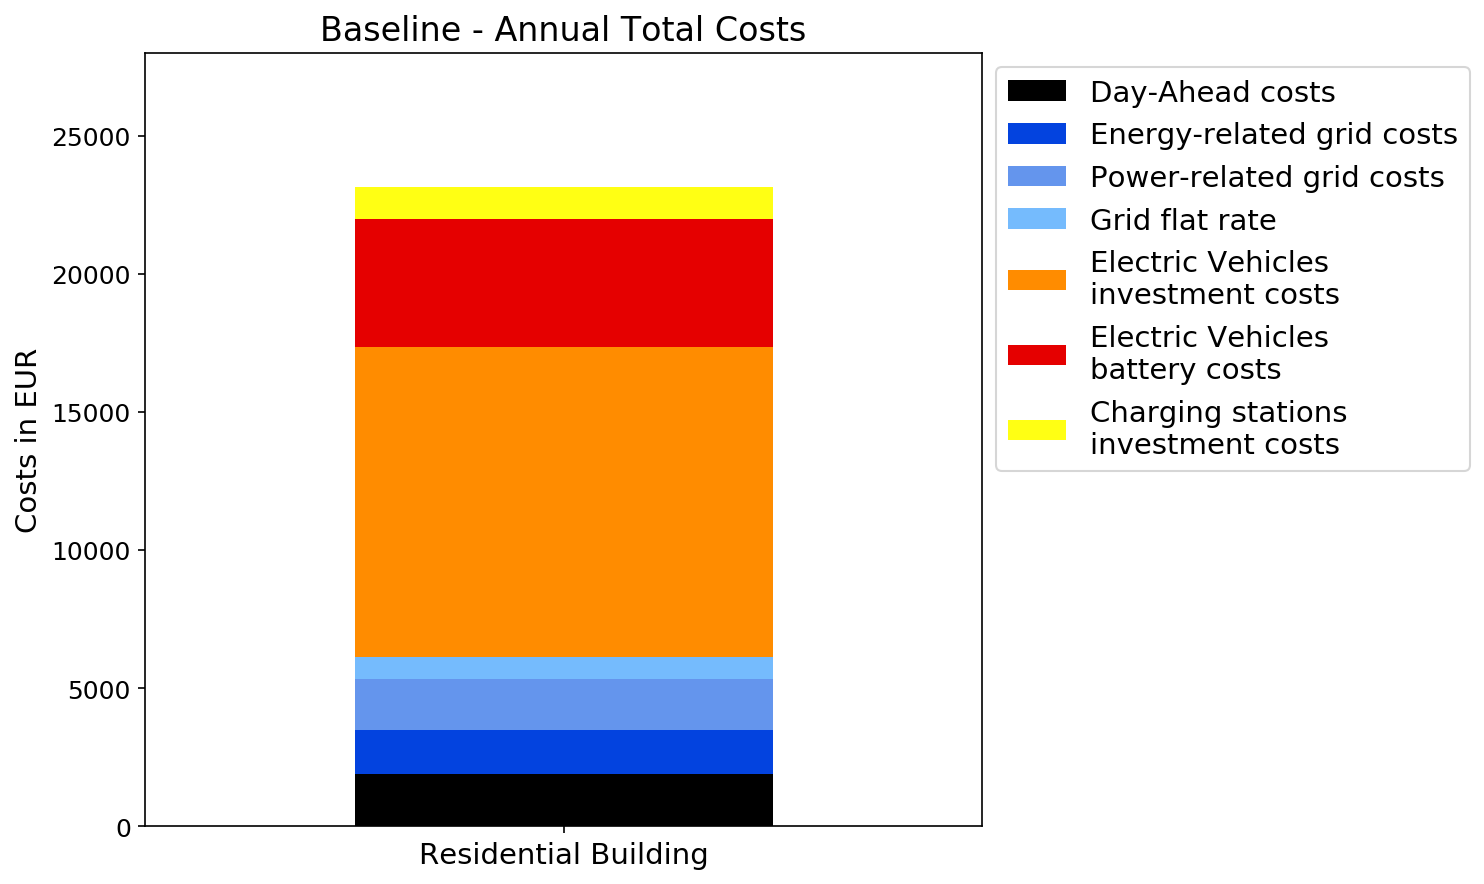 Baseline - Annual Total Costs
Costs in EUR
25000
20000
15000
10000
5000
0
Residential Building
Day-Ahead costs
Energy-related grid costs
Power-related grid costs
Grid flat rate
Electric Vehicles
investment costs
Electric Vehicles
battery costs
Charging stations
investment costs